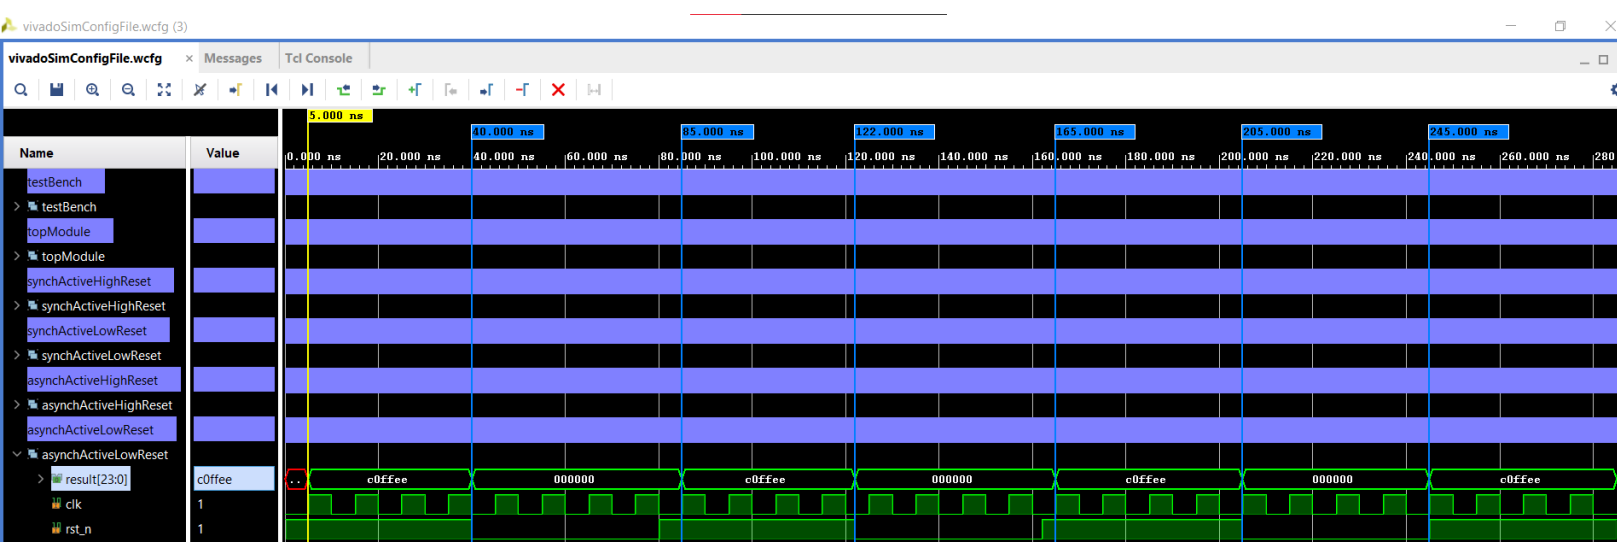 vivadoSimConfigFile.wcfg (3)
vivadoSimConfigFile.wcfg × Messages Tcl Console
5.000 ns
40.000 ns 85.000 ns 122.000 ns 165.000 ns 205.000 ns 245.000 ns
Name Value
0.000 ns 20.000 ns 40.000 ns 60.000 ns 80.000 ns 100.000 ns 120.000 ns 140.000 ns 160.000 ns 180.000 ns 200.000 ns 220.000 ns 240.000 ns 260.000 ns 280
testBench
testBench
topModule
topModule
synchActiveHighReset
synchActiveHighReset
synchActiveLowReset
synchActiveLowReset
asynchActiveHighReset
asynchActiveHighReset
asynchActiveLowReset
asynchActiveLowReset
result[23:0] c0ffee .. c0ffee 000000 c0ffee 000000 c0ffee 000000 c0ffee
clk 1
rst_n 1